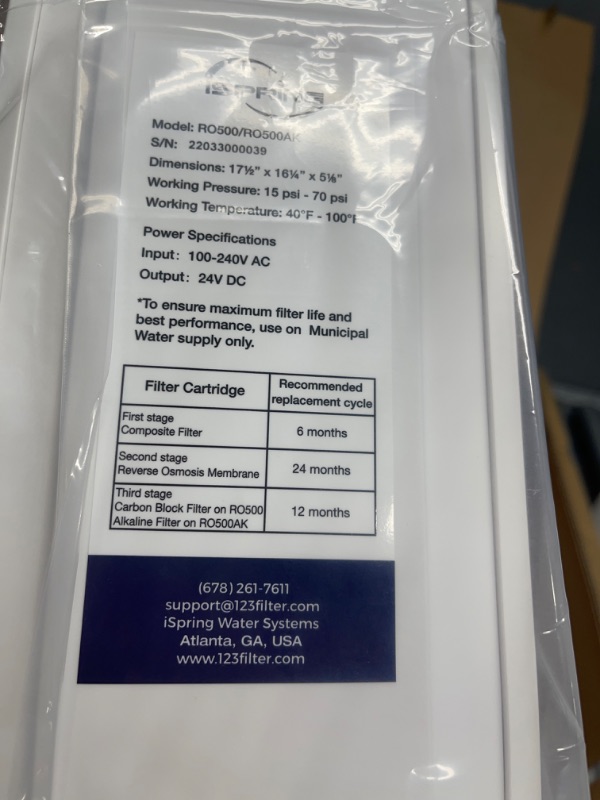 iSPRING
Model: RO500/RO500AK
S/N: 22033000039
Dimensions: 17½" x 16¼" x 5⅛"
Working Pressure: 15 psi - 70 psi
Working Temperature: 40°F - 100°F
Power Specifications
Input: 100-240V AC
Output: 24V DC
*To ensure maximum filter life and
best performance, use on Municipal
Water supply only.
Filter Cartridge
Recommended
replacement cycle
First stage
Composite Filter
6 months
Second stage
Reverse Osmosis Membrane
24 months
Third stage
Carbon Block Filter on RO500
Alkaline Filter on RO500AK
12 months
(678) 261-7611
support@123filter.com
iSpring Water Systems
Atlanta, GA, USA
www.123filter.com